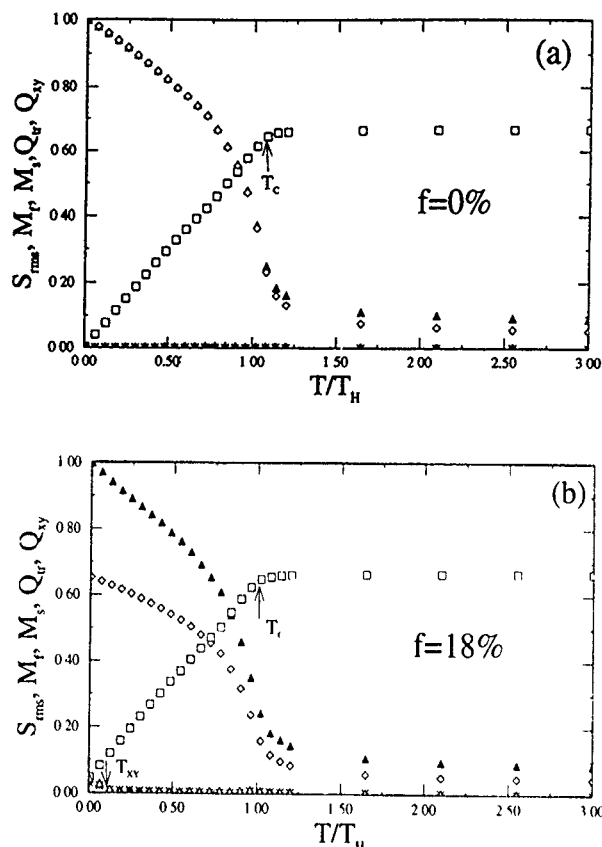 (a)
S_rms, M_f, M_s, Q_tr, Q_xy
1 00
0 80
0 60
0 40
0 20
0 00
T_C
f=0%
0 00 0 50 1 00 1 50 2 00 2 50 3 00
T/T_H
(b)
S_rms, M_f, M_s, Q_tr, Q_xy
1 00
0 80
0 60
0 40
0 20
0 00
T_XY
f=18%
0 00 0 50 1 00 1 50 2 00 2 50 3 00
T/T_H